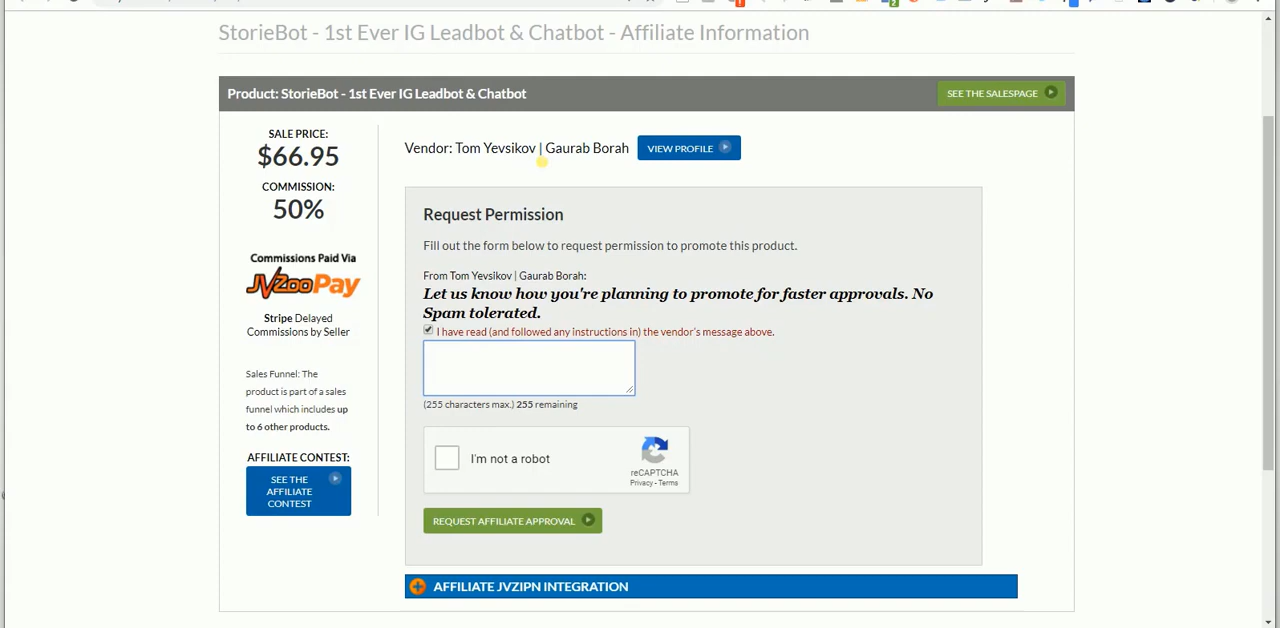 StorieBot - 1st Ever IG Leadbot & Chatbot - Affiliate Information
Product: StorieBot - 1st Ever IG Leadbot & Chatbot
SEE THE SALESPAGE
SALE PRICE:
$66.95
COMMISSION:
50%
Commissions Paid Via
JVZooPay
Stripe Delayed
Commissions by Seller
Sales Funnel: The
product is part of a sales
funnel which includes up
to 6 other products.
AFFILIATE CONTEST:
SEE THE
AFFILIATE
CONTEST
Vendor: Tom Yevsikov | Gaurab Borah
VIEW PROFILE
Request Permission
Fill out the form below to request permission to promote this product.
From Tom Yevsikov | Gaurab Borah:
Let us know how you're planning to promote for faster approvals. No
Spam tolerated.
I have read (and followed any instructions in) the vendor's message above.
(255 characters max.) 255 remaining
I'm not a robot
reCAPTCHA
Privacy - Terms
REQUEST AFFILIATE APPROVAL
AFFILIATE JVZIPN INTEGRATION